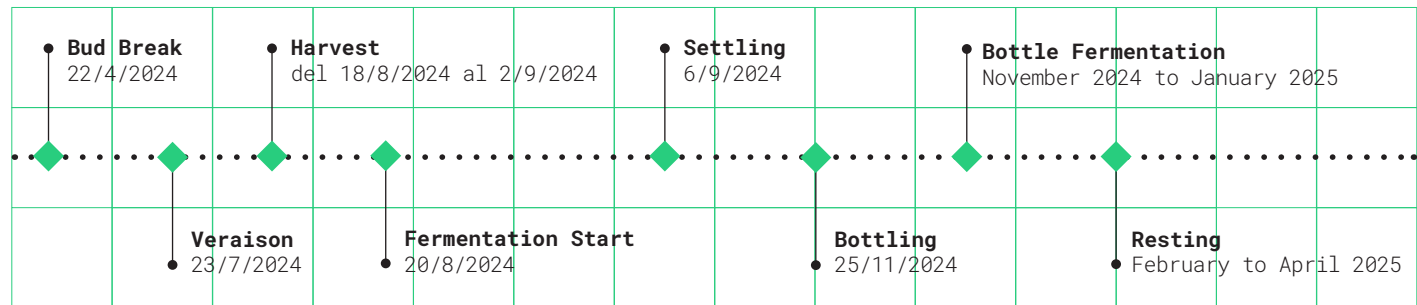 Bud Break
22/4/2024
Harvest
del 18/8/2024 al 2/9/2024
Settling
6/9/2024
Bottle Fermentation
November 2024 to January 2025
Veraison
23/7/2024
Fermentation Start
20/8/2024
Bottling
25/11/2024
Resting
February to April 2025